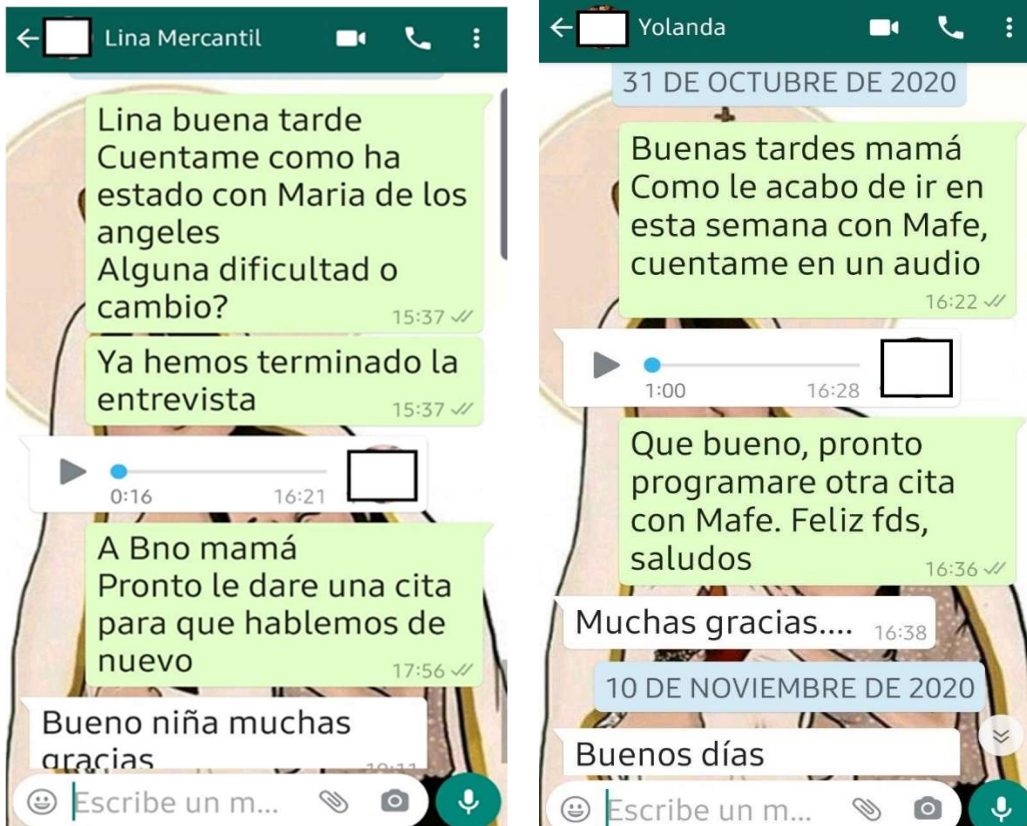 Lina Mercantil
Lina buena tarde
Cuentame como ha
estado con Maria de los
angeles
Alguna dificultad o
cambio?
15:37
Ya hemos terminado la
entrevista
15:37
0:16
16:21
A Bno mamá
Pronto le dare una cita
para que hablemos de
nuevo
17:56
Bueno niña muchas
gracias
Escribe un m...
Yolanda
31 DE OCTUBRE DE 2020
Buenas tardes mamá
Como le acabo de ir en
esta semana con Mafe,
cuentame en un audio
16:22
1:00
16:28
Que bueno, pronto
programare otra cita
con Mafe. Feliz fds,
saludos
16:36
Muchas gracias....
16:38
10 DE NOVIEMBRE DE 2020
Buenos días
Escribe un m...